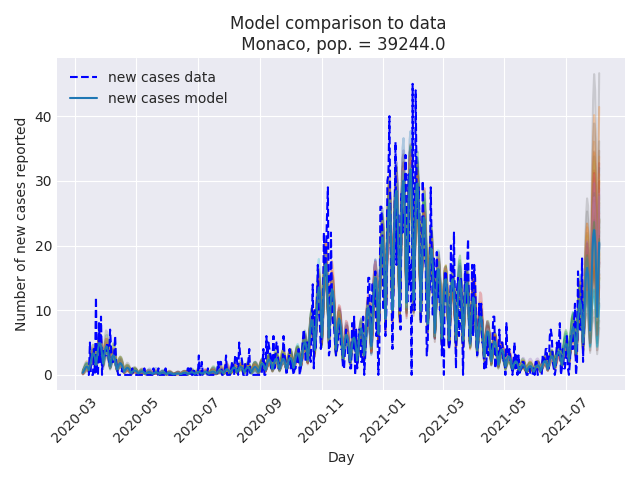 Model comparison to data
Monaco, pop. = 39244.0
new cases data
new cases model
Number of new cases reported
40
30
20
10
0
2020-03
2020-05
2020-07
2020-09
2020-11
2021-01
2021-03
2021-05
2021-07
Day